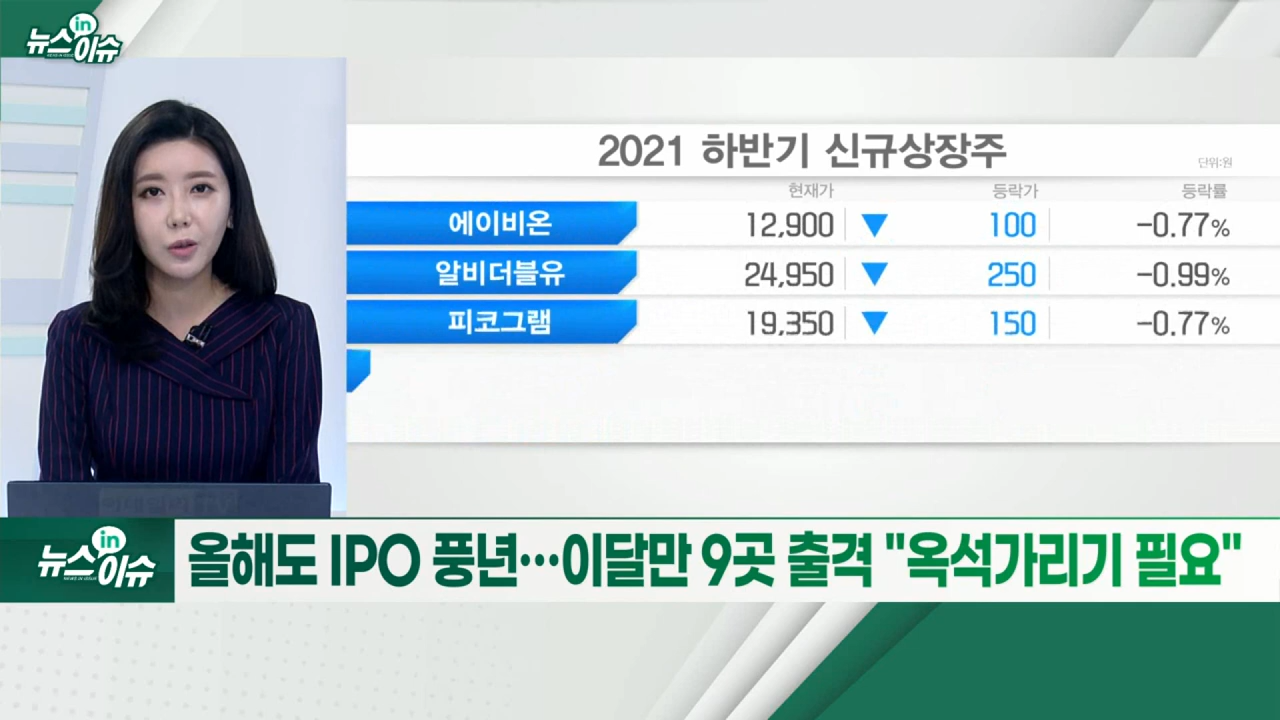 뉴스in이슈
2021 하반기 신규상장주
단위:원
현재가 등락가 등락률
에이비온 12,900 ▼ 100 -0.77%
알비더블유 24,950 ▼ 250 -0.99%
피코그램 19,350 ▼ 150 -0.77%
뉴스in이슈
NEWS IN ISSUE
올해도 IPO 풍년…이달만 9곳 출격 "옥석가리기 필요"